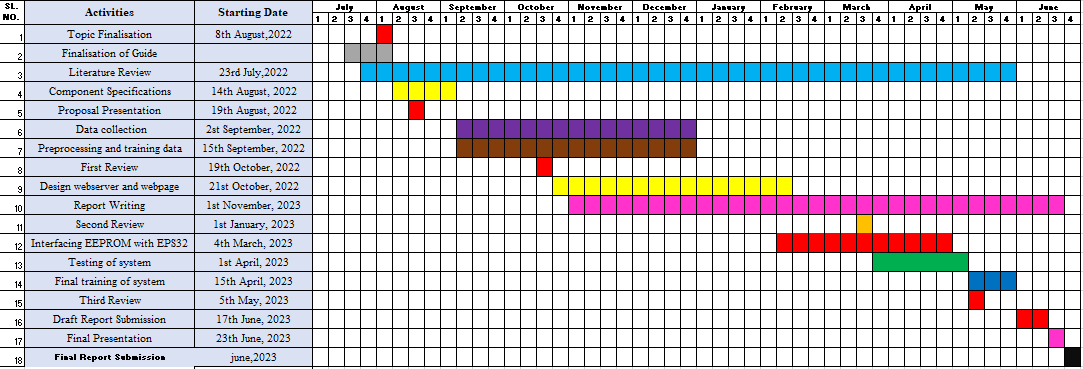 SL. NO. Activities Starting Date July August September October November December January February March April May June
1 2 3 4 1 2 3 4 1 2 3 4 1 2 3 4 1 2 3 4 1 2 3 4 1 2 3 4 1 2 3 4 1 2 3 4 1 2 3 4 1 2 3 4 1 2 3 4
1 Topic Finalisation 8th August,2022
2 Finalisation of Guide
3 Literature Review 23rd July,2022
4 Component Specifications 14th August, 2022
5 Proposal Presentation 19th August, 2022
6 Data collection 2st September, 2022
7 Preprocessing and training data 15th September, 2022
8 First Review 19th October, 2022
9 Design webserver and webpage 21st October, 2022
10 Report Writing 1st November, 2023
11 Second Review 1st January, 2023
12 Interfacing EEPROM with EPS32 4th March, 2023
13 Testing of system 1st April, 2023
14 Final training of system 15th April, 2023
15 Third Review 5th May, 2023
16 Draft Report Submission 17th June, 2023
17 Final Presentation 23th June, 2023
18 Final Report Submission june,2023